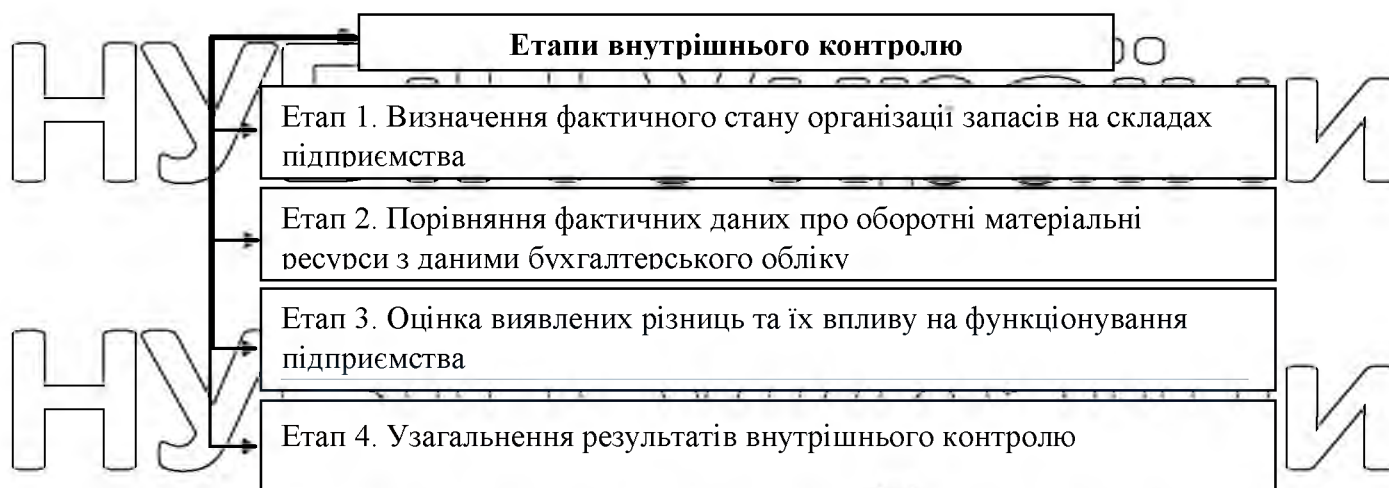 Етапи внутрішнього контролю
Етап 1. Визначення фактичного стану організації запасів на складах
підприємства
Етап 2. Порівняння фактичних даних про оборотні матеріальні
ресурси з даними бухгалтерського обліку
Етап 3. Оцінка виявлених різниць та їх впливу на функціонування
підприємства
Етап 4. Узагальнення результатів внутрішнього контролю